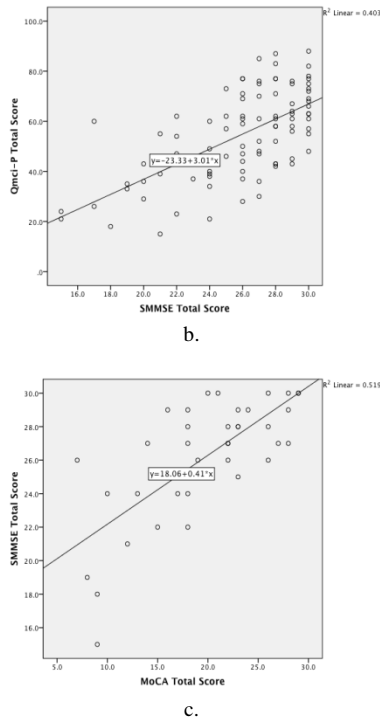 R² Linear = 0.403
100.0
80.0
60.0
40.0
20.0
.0
Qmci-P Total Score
y=-23.33+3.01*x
16.0 18.0 20.0 22.0 24.0 26.0 28.0 30.0
SMMSE Total Score
b.
R² Linear = 0.519
30.0
28.0
26.0
24.0
22.0
20.0
18.0
16.0
SMMSE Total Score
y=18.06+0.41*x
5.0 10.0 15.0 20.0 25.0 30.0
MoCA Total Score
c.